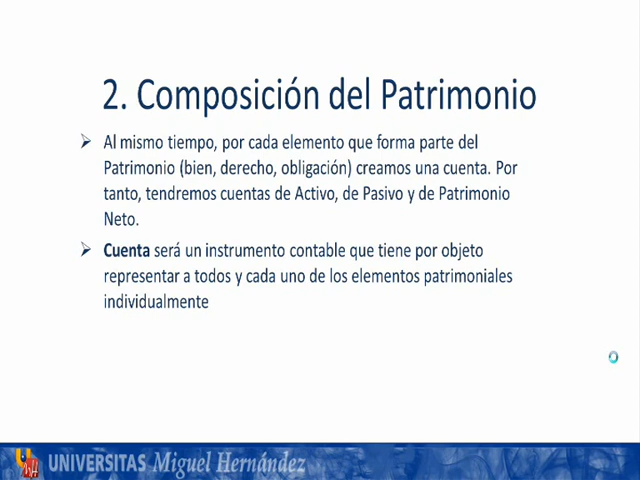 2. Composición del Patrimonio
Al mismo tiempo, por cada elemento que forma parte del
Patrimonio (bien, derecho, obligación) creamos una cuenta. Por
tanto, tendremos cuentas de Activo, de Pasivo y de Patrimonio
Neto.
Cuenta será un instrumento contable que tiene por objeto
representar a todos y cada uno de los elementos patrimoniales
individualmente
UNIVERSITAS Miguel Hernández